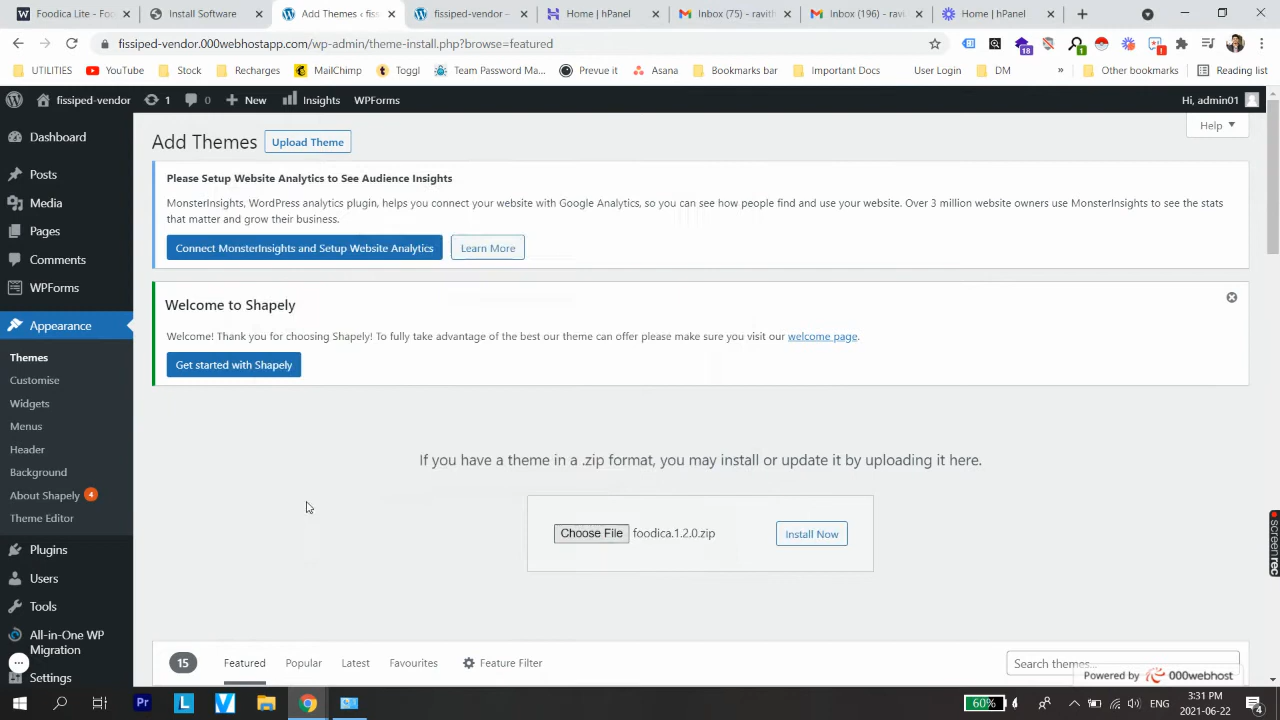 Foodica Lite - Foo
Install Software
Add Themes ‹ fiss
fissiped-vendor –
Home | hPanel
Inbox (75) - ravith
Inbox (196) - ravu
Home | hPanel
fissiped-vendor.000webhostapp.com/wp-admin/theme-install.php?browse=featured
18
1
UTILITIES
YouTube
Stock
Recharges
MailChimp
Toggl
Team Password Ma...
Prevue it
Asana
Bookmarks bar
Important Docs
User Login
DM
»
Other bookmarks
Reading list
fissiped-vendor
1
0
New
Insights
WPForms
Hi, admin01
Dashboard
Posts
Media
Pages
Comments
WPForms
Appearance
Themes
Customise
Widgets
Menus
Header
Background
About Shapely 4
Theme Editor
Plugins
Users
Tools
All-in-One WP
Migration
Settings
Help
Add Themes
Upload Theme
Please Setup Website Analytics to See Audience Insights
MonsterInsights, WordPress analytics plugin, helps you connect your website with Google Analytics, so you can see how people find and use your website. Over 3 million website owners use MonsterInsights to see the stats
that matter and grow their business.
Connect MonsterInsights and Setup Website Analytics
Learn More
Welcome to Shapely
Welcome! Thank you for choosing Shapely! To fully take advantage of the best our theme can offer please make sure you visit our welcome page.
Get started with Shapely
If you have a theme in a .zip format, you may install or update it by uploading it here.
Choose File foodica.1.2.0.zip
Install Now
15
Featured
Popular
Latest
Favourites
Feature Filter
Search themes...
Powered by 000webhost
screenrec
Pr
L
V
60%
ENG
3:31 PM
2021-06-22
4